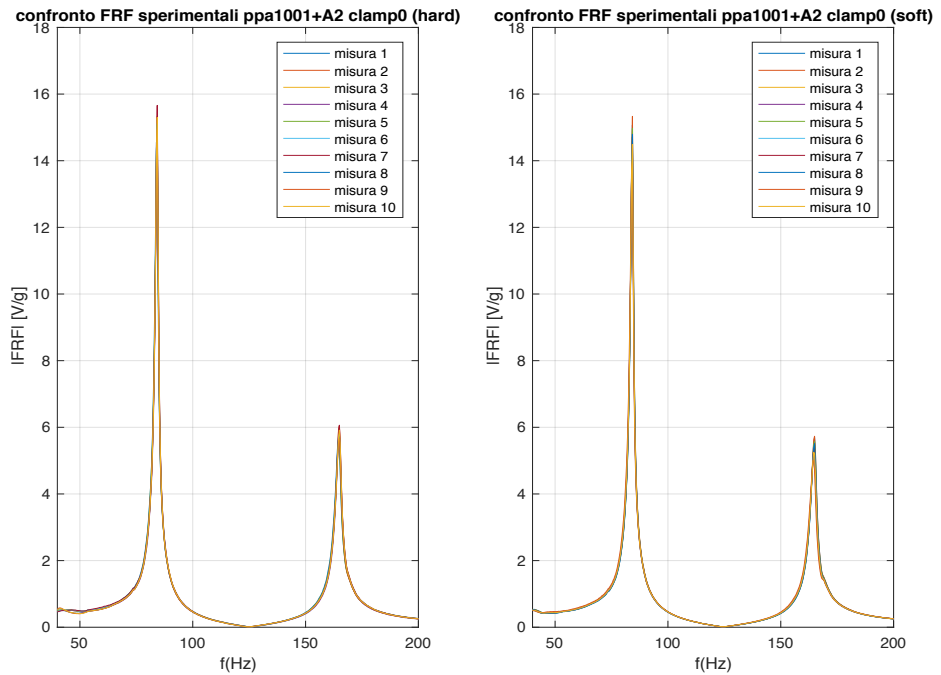 confronto FRF sperimentali ppa1001+A2 clamp0 (hard)
18
16
14
12
10
8
6
4
2
0
|FRF| [V/g]
misura 1
misura 2
misura 3
misura 4
misura 5
misura 6
misura 7
misura 8
misura 9
misura 10
50 100 150 200
f(Hz)
confronto FRF sperimentali ppa1001+A2 clamp0 (soft)
18
16
14
12
10
8
6
4
2
0
|FRF| [V/g]
misura 1
misura 2
misura 3
misura 4
misura 5
misura 6
misura 7
misura 8
misura 9
misura 10
50 100 150 200
f(Hz)